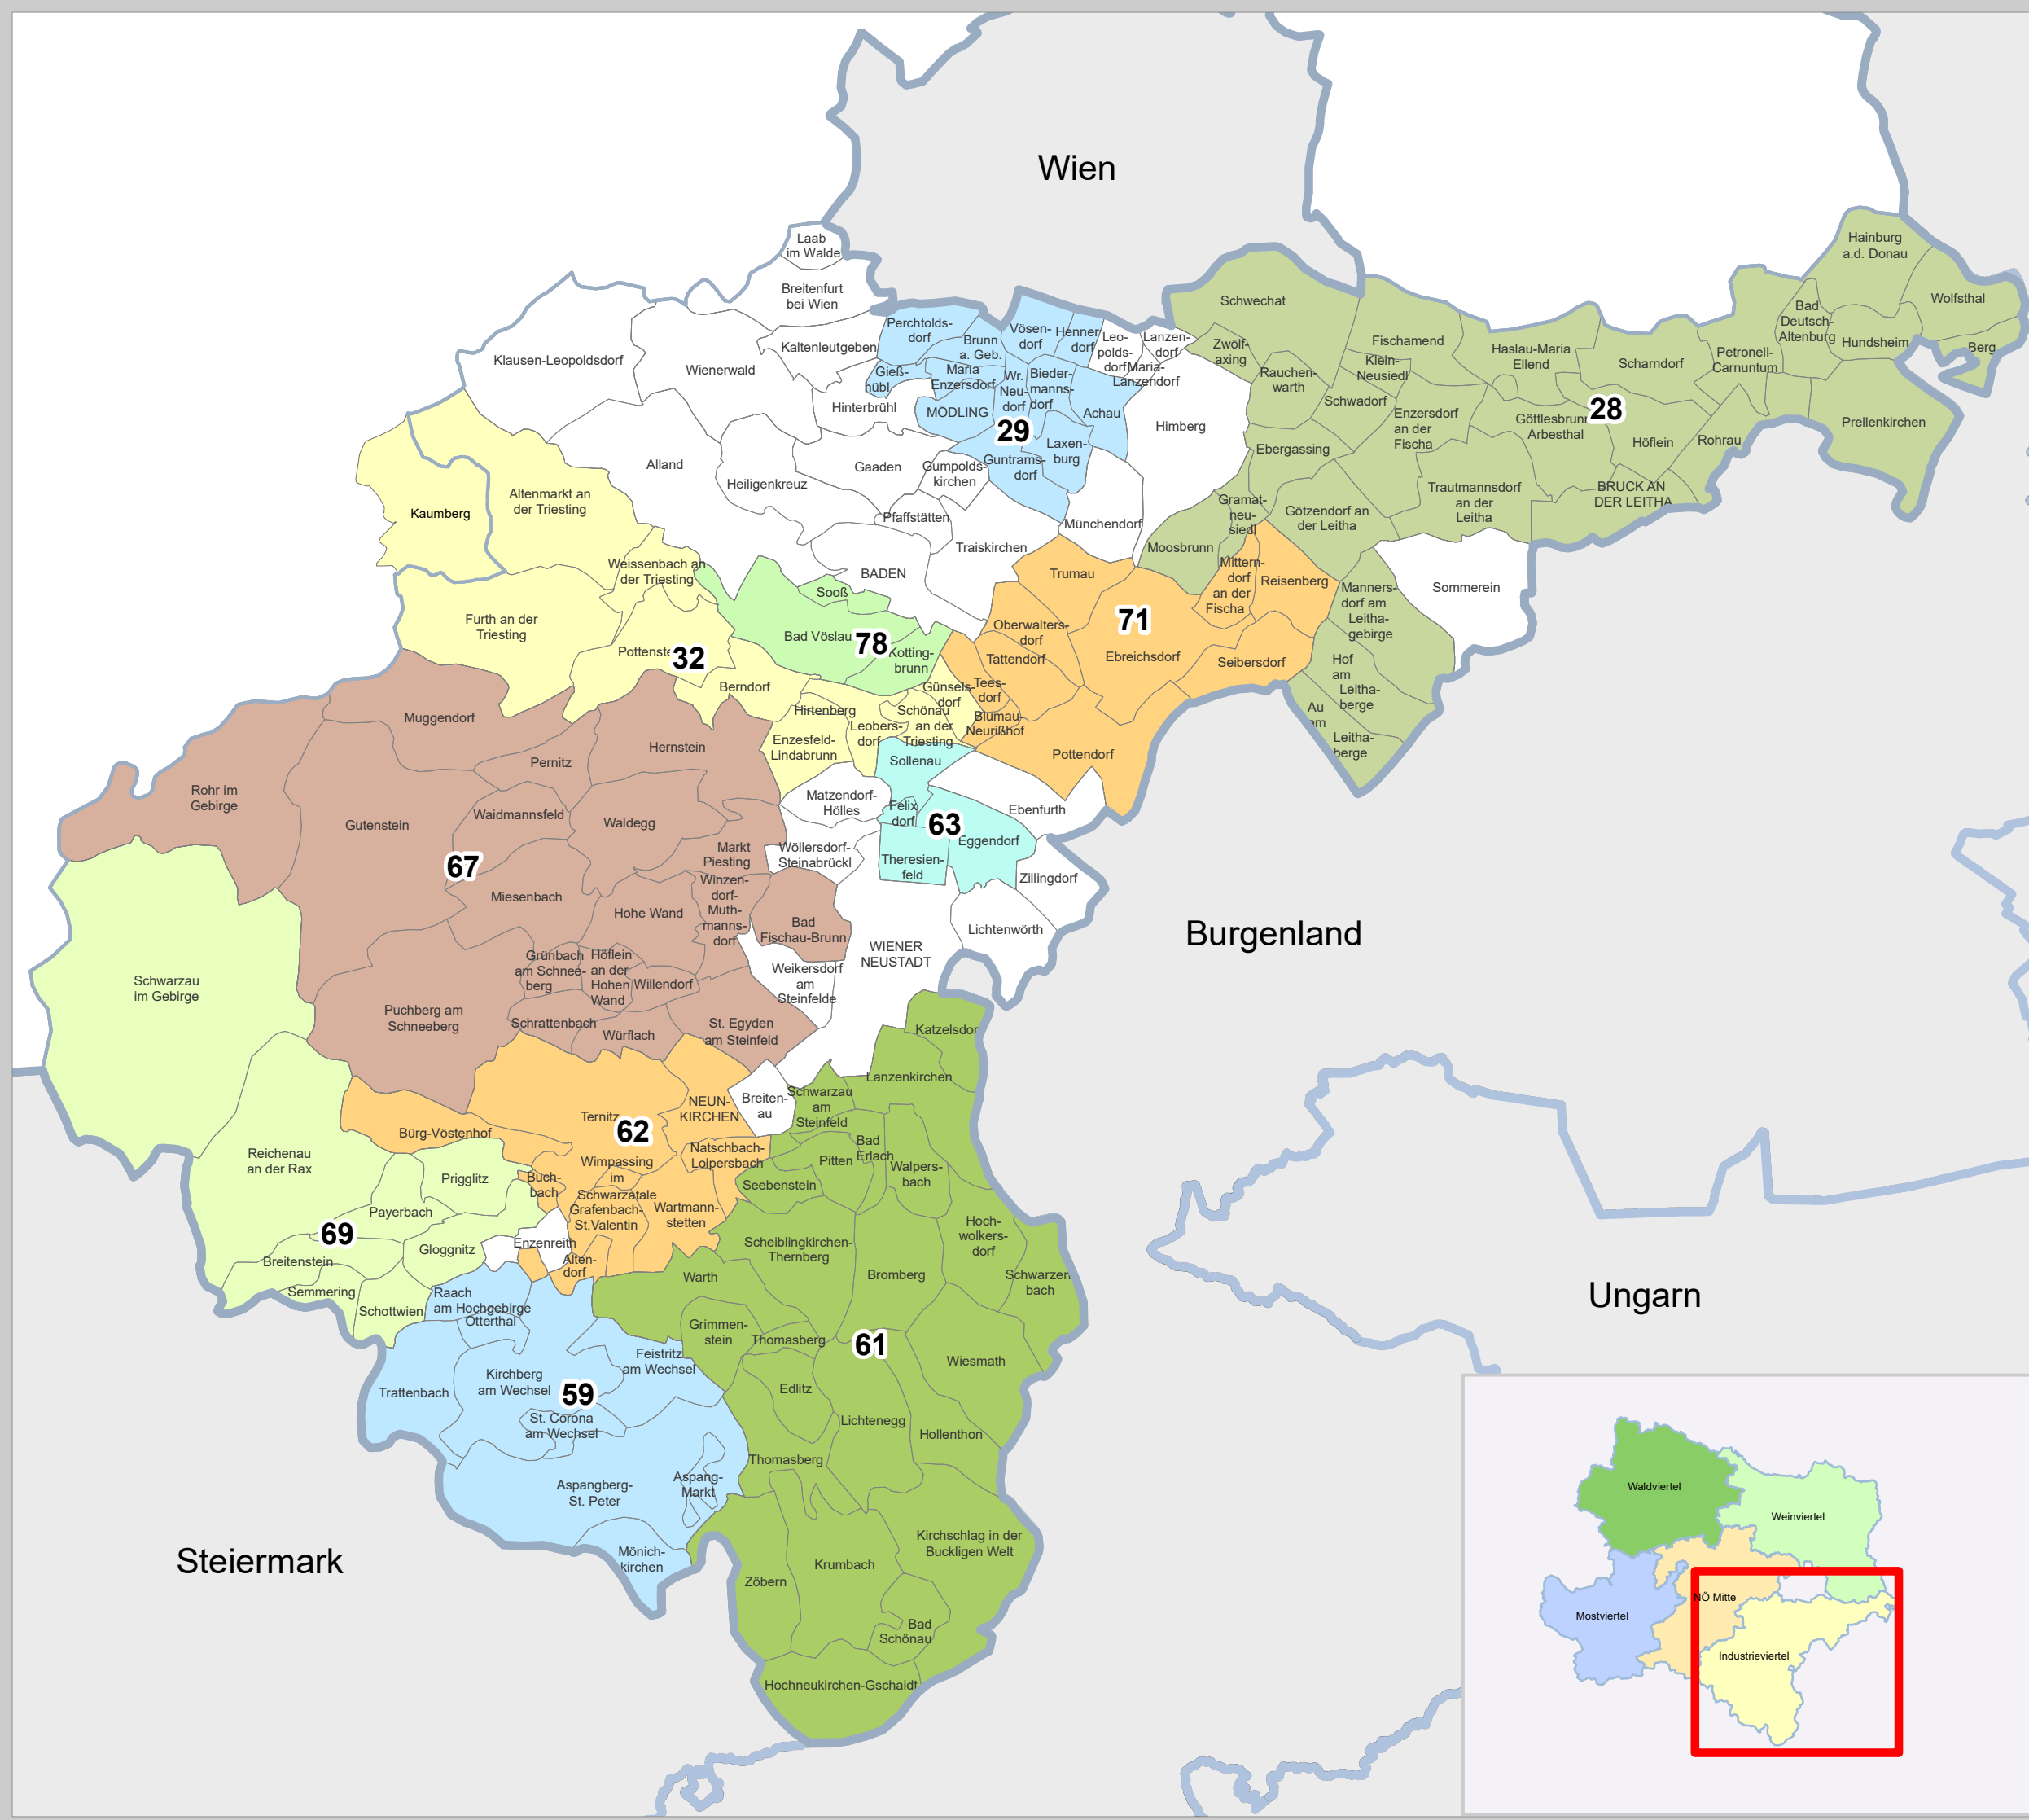 Wien
Laab
im Walde
Breitenfurt
bei Wien
Kaltenleutgeben
Klausen-Leopoldsdorf
Wienerwald
Hinterbrühl
Perchtolds-
dorf
Brunn
a. Geb.
Vösen-
dorf
Henner
dorf
Gieß-
hübl
Maria
Enzersdorf
Wr.
Neu-
dorf
Bieder-
manns-
dorf
MÖDLING
Achau
29
Laxen-
burg
Guntrams-
dorf
Leo-
polds-
dorf
Lanzen-
dorf
Maria-
Lanzendorf
Himberg
Alland
Heiligenkreuz
Gaaden
Gumpolds-
kirchen
Pfaffstätten
Traiskirchen
Münchendorf
BADEN
Schwechat
Zwölf-
axing
Rauchen-
warth
Fischamend
Klein-
Neusiedl
Schwadorf
Enzersdorf
an der
Fischa
Haslau-Maria
Ellend
Scharndorf
Petronell-
Carnuntum
Bad
Deutsch-
Altenburg
Hainburg
a.d. Donau
Wolfsthal
Hundsheim
Berg
Prellenkirchen
28
Göttlesbrunn
Arbesthal
Höflein
Rohrau
BRUCK AN
DER LEITHA
Trautmannsdorf
an der
Leitha
Ebergassing
Gramat-
neu-
siedl
Götzendorf an
der Leitha
Moosbrunn
Sommerein
Manners-
dorf am
Leitha-
gebirge
Hof
am
Leitha-
berge
Au
am
Leitha-
berge
Kaumberg
Altenmarkt an
der Triesting
Weissenbach an
der Triesting
Furth an der
Triesting
32
Berndorf
Hirtenberg
Enzesfeld-
Lindabrunn
Leobers-
dorf
Schönau
an der
Triesting
Günsels-
dorf
Sooß
Bad Vöslau
78
Kotting-
brunn
Trumau
71
Mittern-
dorf
an der
Fischa
Reisenberg
Oberwalters-
dorf
Tattendorf
Ebreichsdorf
Seibersdorf
Tees-
dorf
Blumau-
Neurißhof
Pottendorf
Muggendorf
Hernstein
Pernitz
Rohr im
Gebirge
Gutenstein
Waidmannsfeld
Waldegg
67
Markt
Piesting
Miesenbach
Hohe Wand
Winzen-
dorf-
Muth-
manns-
dorf
Bad
Fischau-Brunn
Grünbach
am Schnee-
berg
Höflein
an der
Hohen
Wand
Willendorf
Puchberg am
Schneeberg
Schrattenbach
Würflach
St. Egyden
am Steinfeld
Sollenau
Matzendorf-
Hölles
Felix
dorf
63
Ebenfurth
Eggendorf
Wöllersdorf-
Steinabrückl
Theresien-
feld
Zillingdorf
Lichtenwörth
WIENER
NEUSTADT
Weikersdorf
am
Steinfelde
Burgenland
Schwarzau
im Gebirge
Reichenau
an der Rax
Prigglitz
Payerbach
69
Gloggnitz
Breitenstein
Semmering
Schottwien
Ternitz
62
NEUN-
KIRCHEN
Bürg-Vöstenhof
Natschbach-
Loipersbach
Wimpassing
im
Schwarzatale
Buch-
bach
Grafenbach-
St.Valentin
Wartmann-
stetten
Enzenreith
Alten-
dorf
Breiten-
au
Katzelsdor
Lanzenkirchen
Schwarzau
am
Steinfeld
Bad
Erlach
Pitten
Walpers-
bach
Seebenstein
Scheiblingkirchen-
Thernberg
Hoch-
wolkers-
dorf
Bromberg
Schwarzen
bach
Warth
Grimmen-
stein
Thomasberg
61
Wiesmath
Edlitz
Lichtenegg
Hollenthon
Thomasberg
Kirchschlag in der
Buckligen Welt
Krumbach
Zöbern
Bad
Schönau
Hochneukirchen-Gschaidt
Raach
am Hochgebirge
Otterthal
Feistritz
am Wechsel
Kirchberg
am Wechsel
Trattenbach
59
St. Corona
am Wechsel
Aspangberg-
St. Peter
Aspang-
Markt
Mönich-
kirchen
Steiermark
Ungarn
Waldviertel
Weinviertel
NÖ Mitte
Mostviertel
Industrieviertel